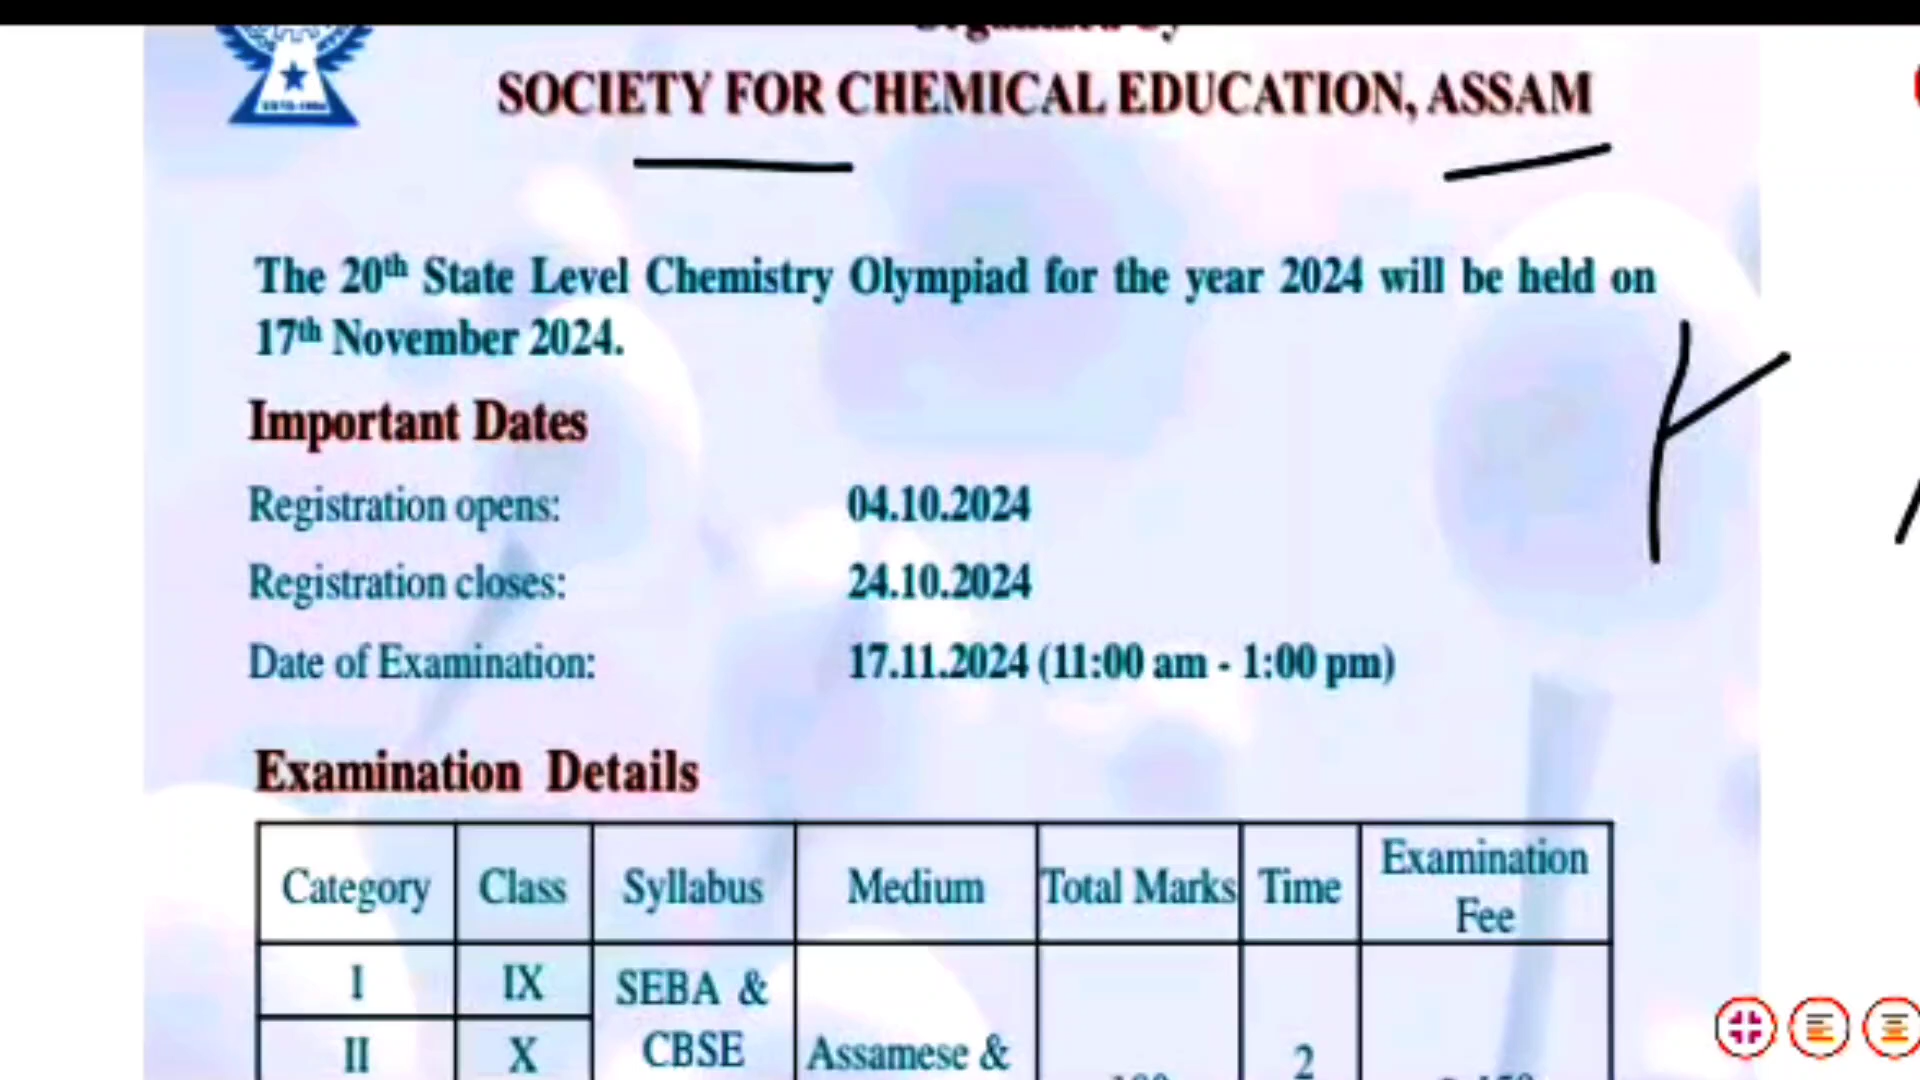 Organized by
SOCIETY FOR CHEMICAL EDUCATION, ASSAM
The 20th State Level Chemistry Olympiad for the year 2024 will be held on
17th November 2024.
Important Dates
Registration opens: 04.10.2024
Registration closes: 24.10.2024
Date of Examination: 17.11.2024 (11:00 am - 1:00 pm)
Examination Details
Category Class Syllabus Medium Total Marks Time Examination Fee
I IX SEBA &
II X CBSE Assamese & 2